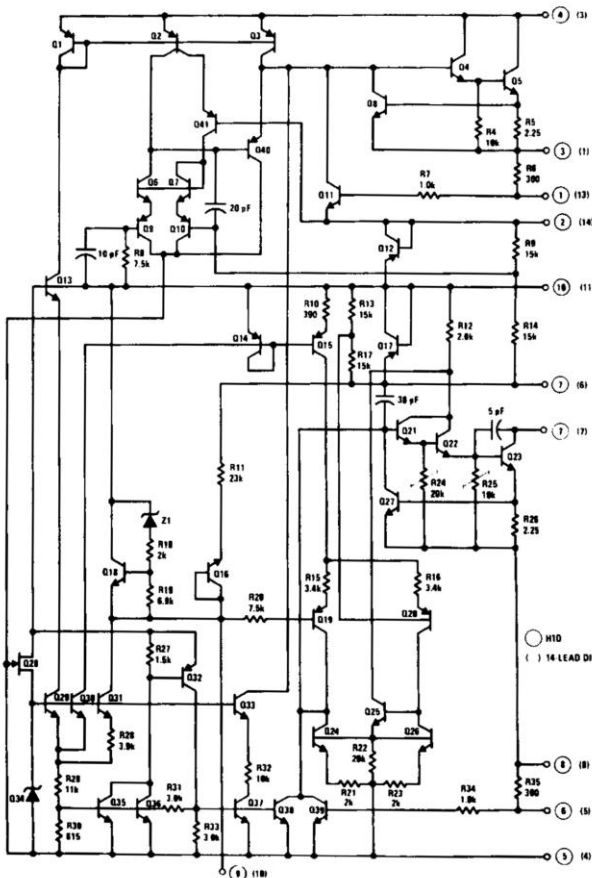 Q1
Q2
Q3
4 (3)
Q4
Q5
Q8
R4
10k
R5
2.25
3 (1)
Q41
Q40
R6
300
R7
1.0k
1 (13)
Q6
Q7
20 pF
Q11
2 (14)
Q9
Q10
R8
7.5k
10 pF
Q12
R9
15k
Q13
10 (11
R10
390
R13
15k
Q14
Q15
Q17
R12
R14
15k
R17
15k
7 (6)
30 pF
5 pF
7 (7)
Q21
Q22
Q23
R11
23k
R24
20k
R25
10k
Q27
R26
2.25
Z1
R18
2k
Q18
R19
Q16
R20
7.5k
R15
3.4k
R16
3.4k
Q19
Q20
H10
( ) 14-LEAD DI
R27
1.5k
Q32
Q28
Q29
Q30
Q31
Q33
Q25
Q24
Q26
R22
20k
R28
3.9k
R32
10k
R21
2k
R23
2k
8 (8)
R35
300
Q34
R29
11k
R30
615
Q35
Q36
R31
3.9k
R33
3.9k
Q37
Q38
Q39
R34
1.0k
6 (5)
5 (4)
9 (10)